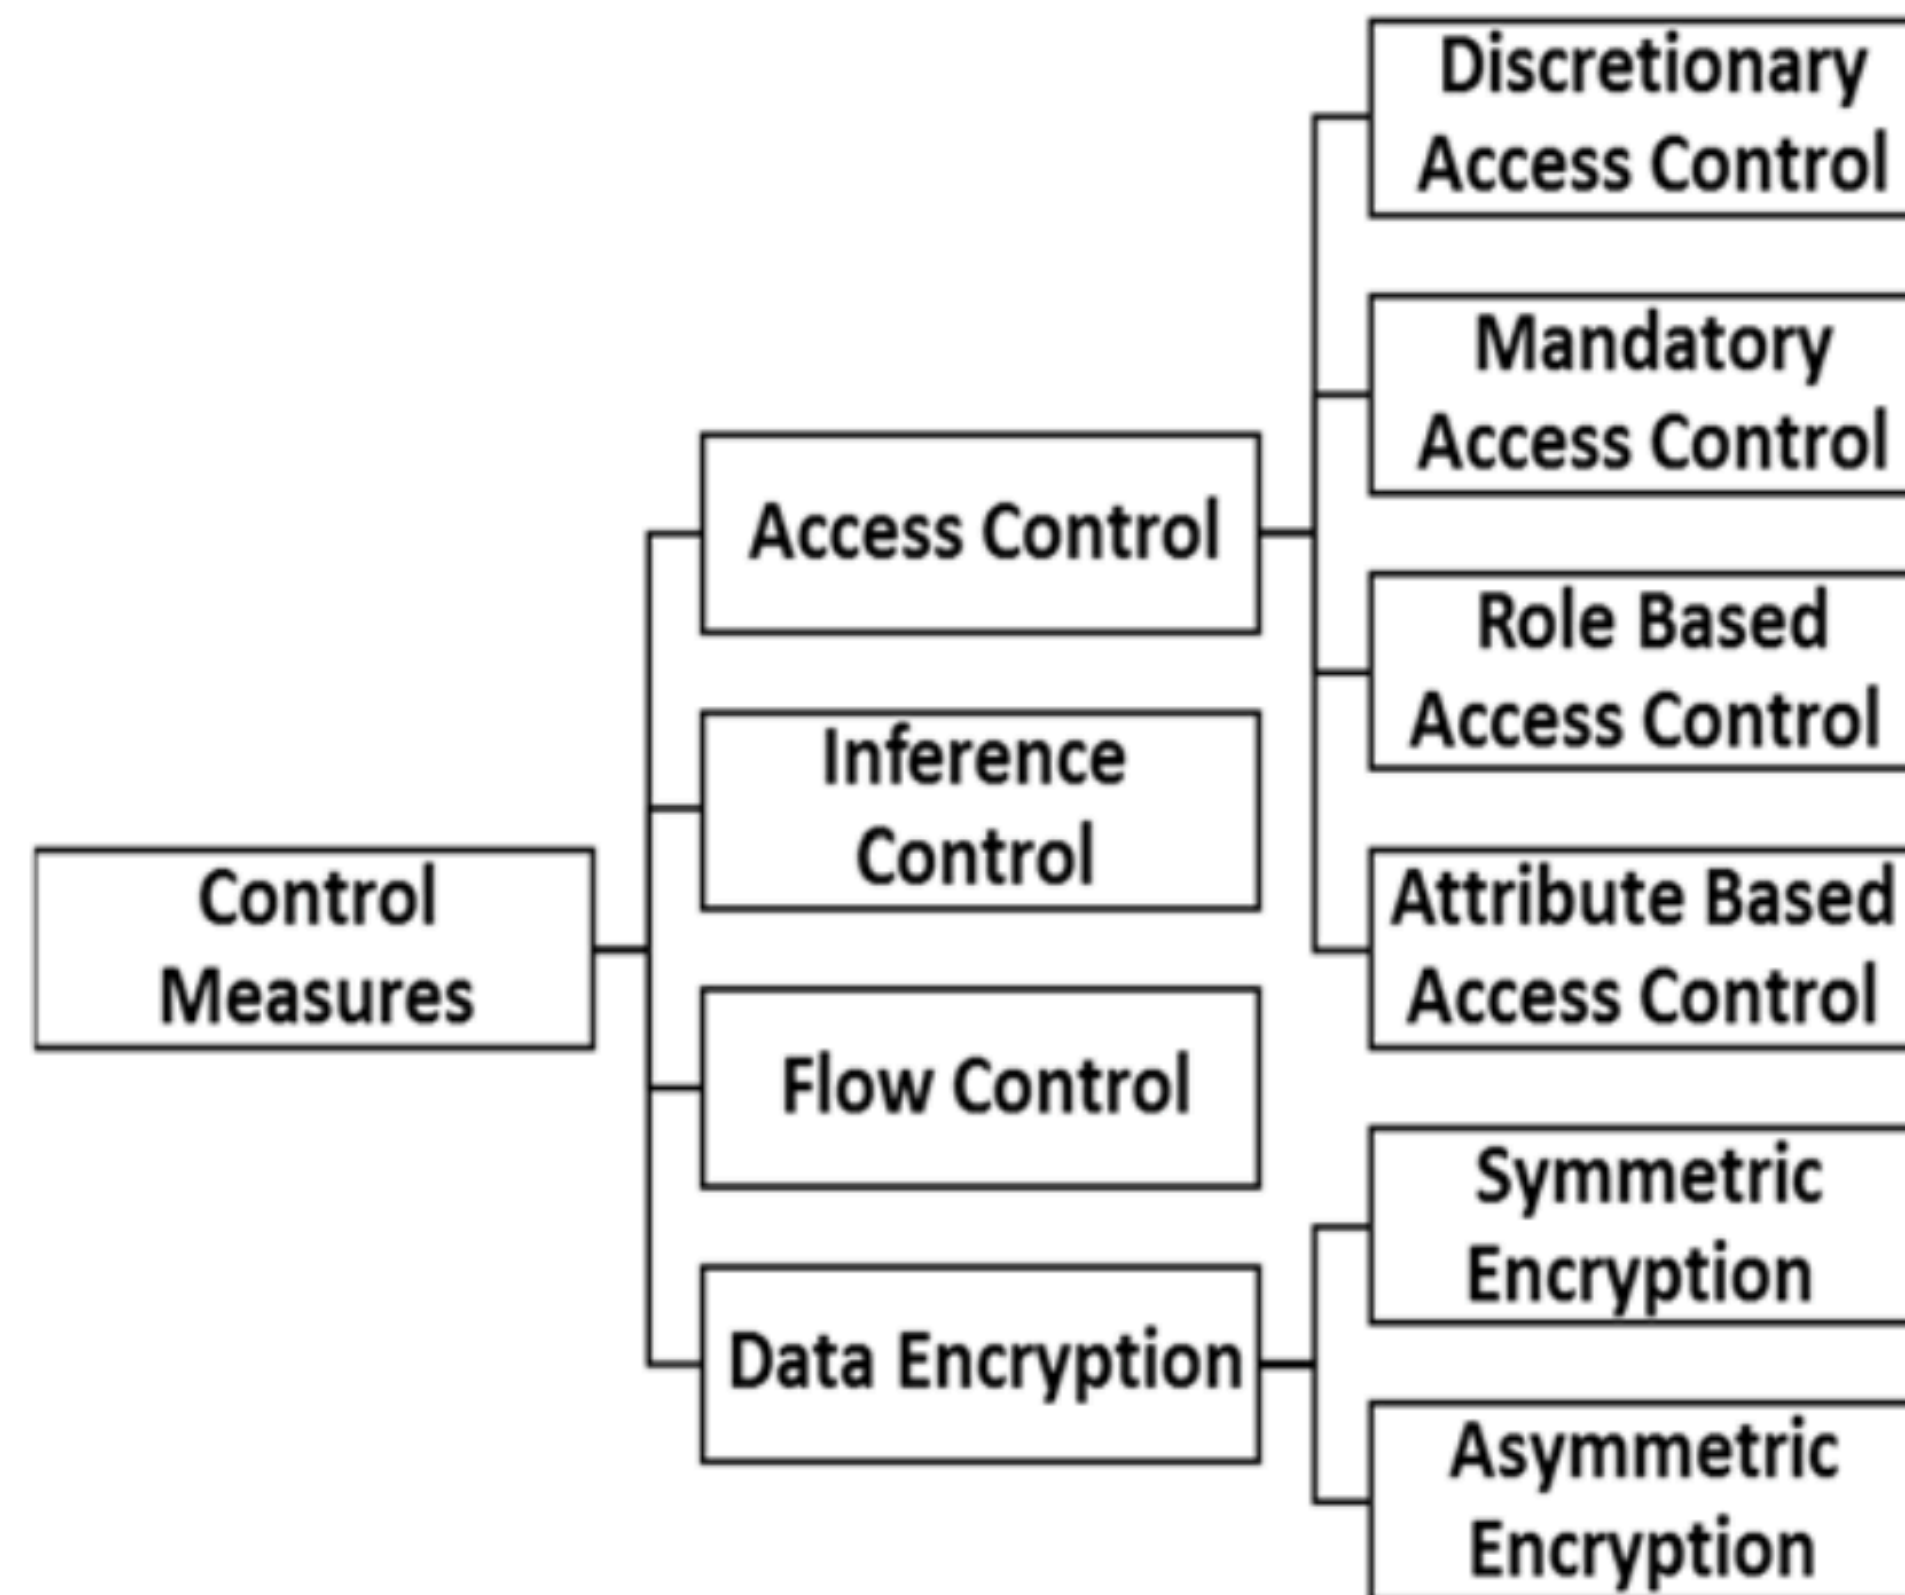 Control
Measures
Access Control
Inference
Control
Flow Control
Data Encryption
Discretionary
Access Control
Mandatory
Access Control
Role Based
Access Control
Attribute Based
Access Control
Symmetric
Encryption
Asymmetric
Encryption